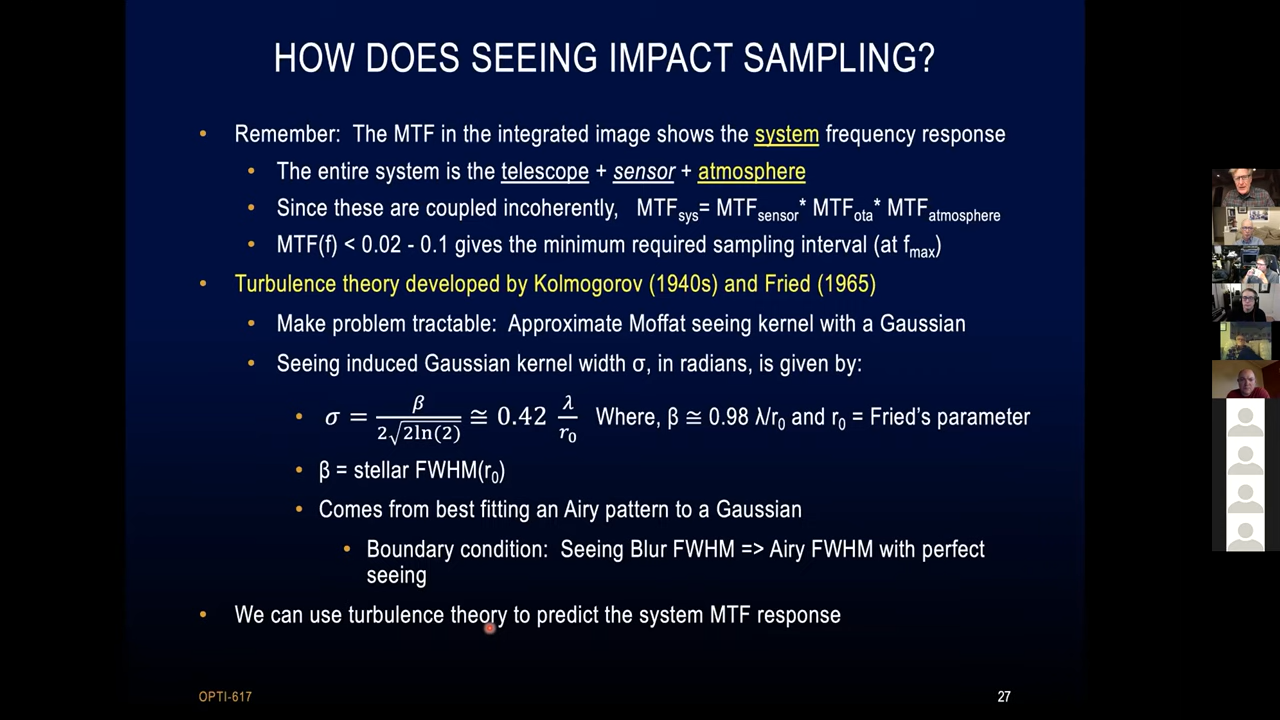 HOW DOES SEEING IMPACT SAMPLING?
• Remember: The MTF in the integrated image shows the system frequency response
• The entire system is the telescope + sensor + atmosphere
• Since these are coupled incoherently, MTFsys= MTFsensor* MTFota* MTFatmosphere
• MTF(f) < 0.02 - 0.1 gives the minimum required sampling interval (at fmax)
• Turbulence theory developed by Kolmogorov (1940s) and Fried (1965)
• Make problem tractable: Approximate Moffat seeing kernel with a Gaussian
• Seeing induced Gaussian kernel width σ, in radians, is given by:
• σ = β / 2√(2ln(2)) ≅ 0.42 λ/r₀ Where, β ≅ 0.98 λ/r₀ and r₀ = Fried's parameter
• β = stellar FWHM(r₀)
• Comes from best fitting an Airy pattern to a Gaussian
• Boundary condition: Seeing Blur FWHM => Airy FWHM with perfect
seeing
• We can use turbulence theory to predict the system MTF response
OPTI-617
27